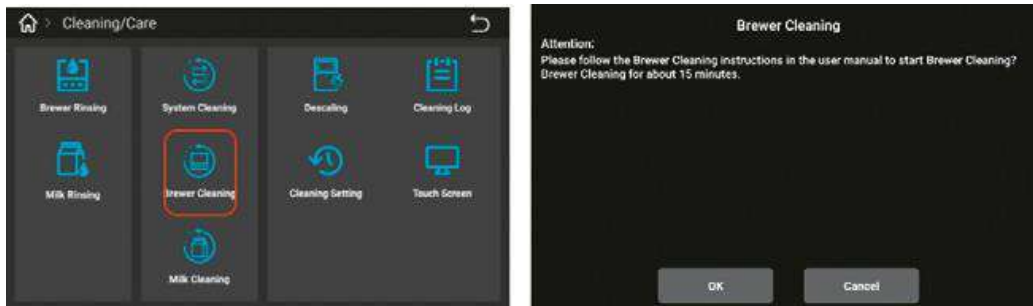 Cleaning/Care
Brewer Rinsing
System Cleaning
Descaling
Cleaning Log
Milk Rinsing
Brewer Cleaning
Cleaning Setting
Touch Screen
Milk Cleaning
Brewer Cleaning
Attention:
Please follow the Brewer Cleaning instructions in the user manual to start Brewer Cleaning?
Brewer Cleaning for about 15 minutes.
OK
Cancel